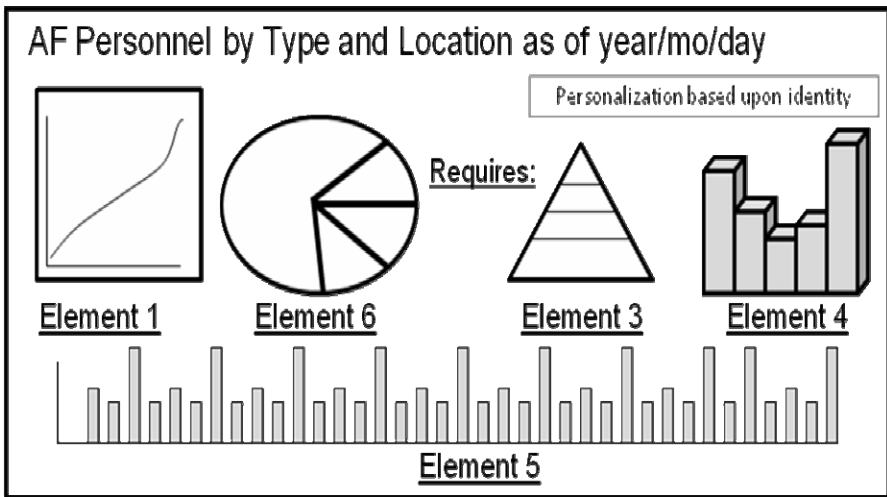 AF Personnel by Type and Location as of year/mo/day
Personalization based upon identity
Requires:
Element 1
Element 6
Element 3
Element 4
Element 5